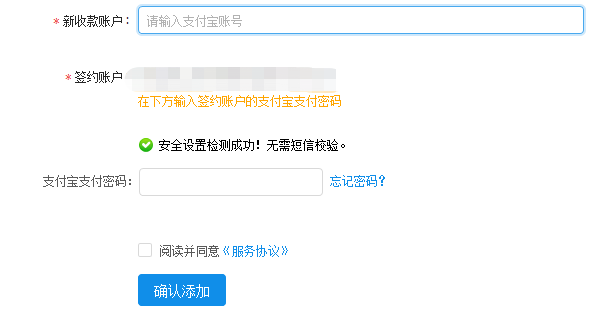 * 新收款账户： 请输入支付宝账号
* 签约账户
在下方输入签约账户的支付宝支付密码
安全设置检测成功！无需短信校验。
支付宝支付密码： 忘记密码？
阅读并同意《服务协议》
确认添加